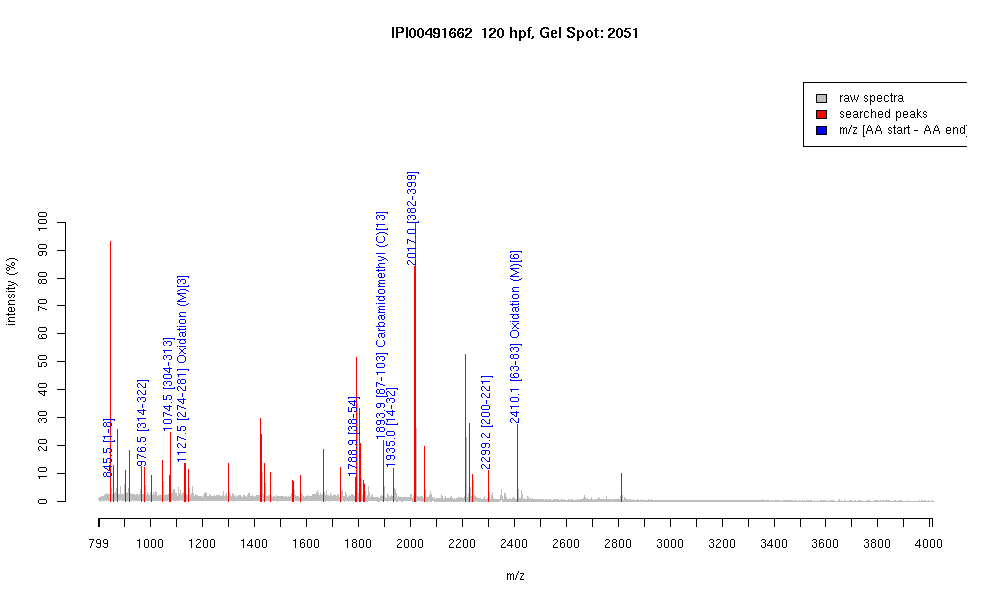 IPI00491662  120 hpf, Gel Spot: 2051
raw spectra
searched peaks
m/z [AA start - AA end]
intensity (%)
100
90
80
70
60
50
40
30
20
10
0
845.5 [1-8]
976.5 [314-322]
1074.5 [304-313]
1127.5 [274-281] Oxidation (M)[3]
1788.9 [38-54]
1893.9 [87-103] Carbamidomethyl (C)[13]
1935.0 [14-32]
2017.0 [382-399]
2299.2 [200-221]
2410.1 [63-83] Oxidation (M)[6]
799 1000 1200 1400 1600 1800 2000 2200 2400 2600 2800 3000 3200 3400 3600 3800 4000
m/z